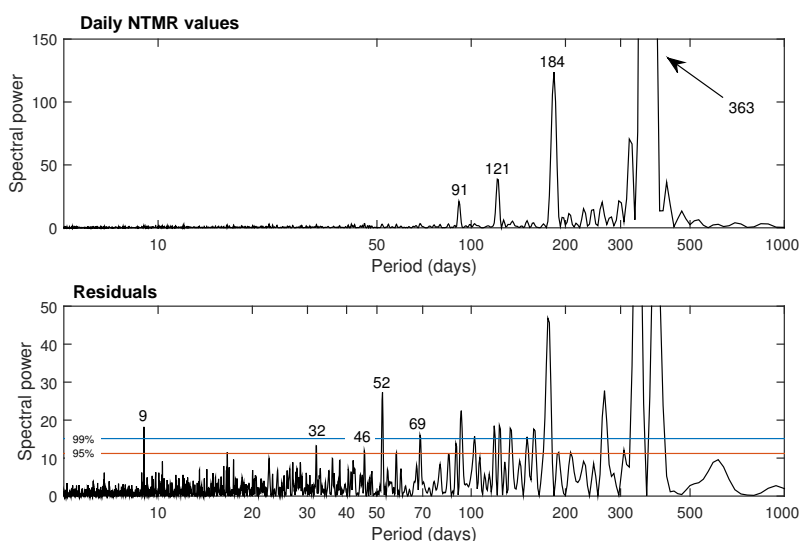 Daily NTMR values
150
184
363
100
Spectral power
121
50
91
0
10 50 100 200 300 500 1000
Period (days)
Residuals
50
40
Spectral power
30
52
20
9
32
46
69
99%
95%
10
0
10 20 30 40 50 70 100 200 300 500 1000
Period (days)